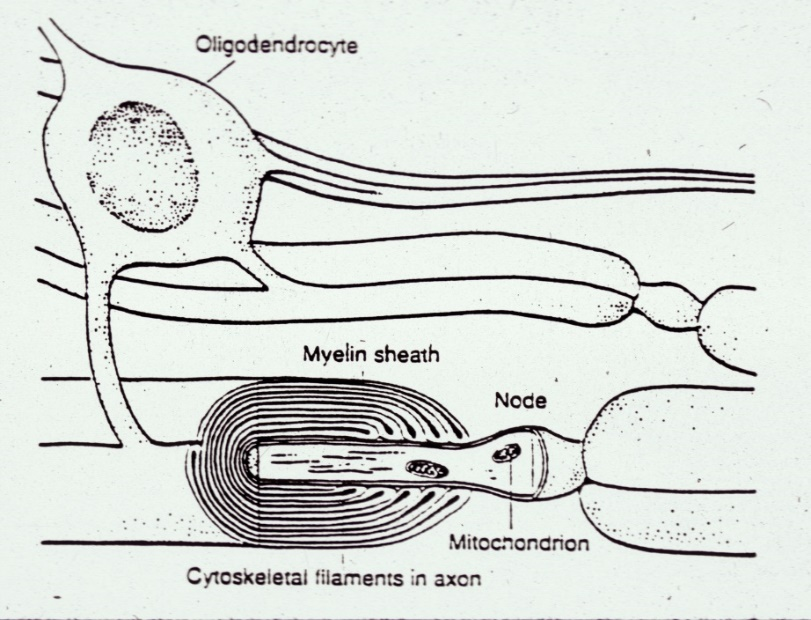 Oligodendrocyte
Myelin sheath
Node
Mitochondrion
Cytoskeletal filaments in axon